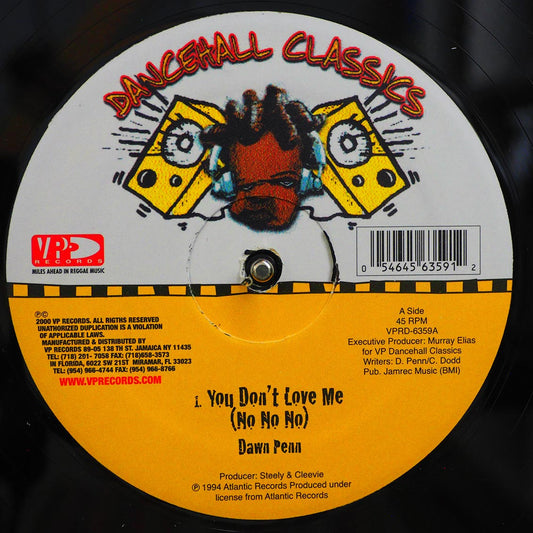 DANCEHALL CLASSICS
VP
RECORDS
MILES AHEAD IN REGGAE MUSIC
0 54645 63591 2
Ⓟ©
2000 VP RECORDS. ALL RIGTHS RESERVED
UNATHORIZED DUPLICATION IS A VIOLATION
OF APPLICABLE LAWS.
MANUFACTURED & DISTRIBUTED BY
VP RECORDS 89-05 138 TH ST. JAMAICA NY 11435
TEL: (718) 291- 7058 FAX: (718)658-3573
IN FLORIDA, 6022 SW 21ST MIRAMAR, FL 33023
TEL: (954) 966-4744 FAX: (954) 966-8766
WWW.VPRECORDS.COM
A Side
45 RPM
VPRD-6359A
Executive Producer: Murray Elias
for VP Dancehall Classics
Writers: D. Penn/C. Dodd
Pub. Jamrec Music (BMI)
1. You Don't Love Me
(No No No)
Dawn Penn
Producer: Steely & Cleevie
Ⓟ 1994 Atlantic Records Produced under
license from Atlantic Records